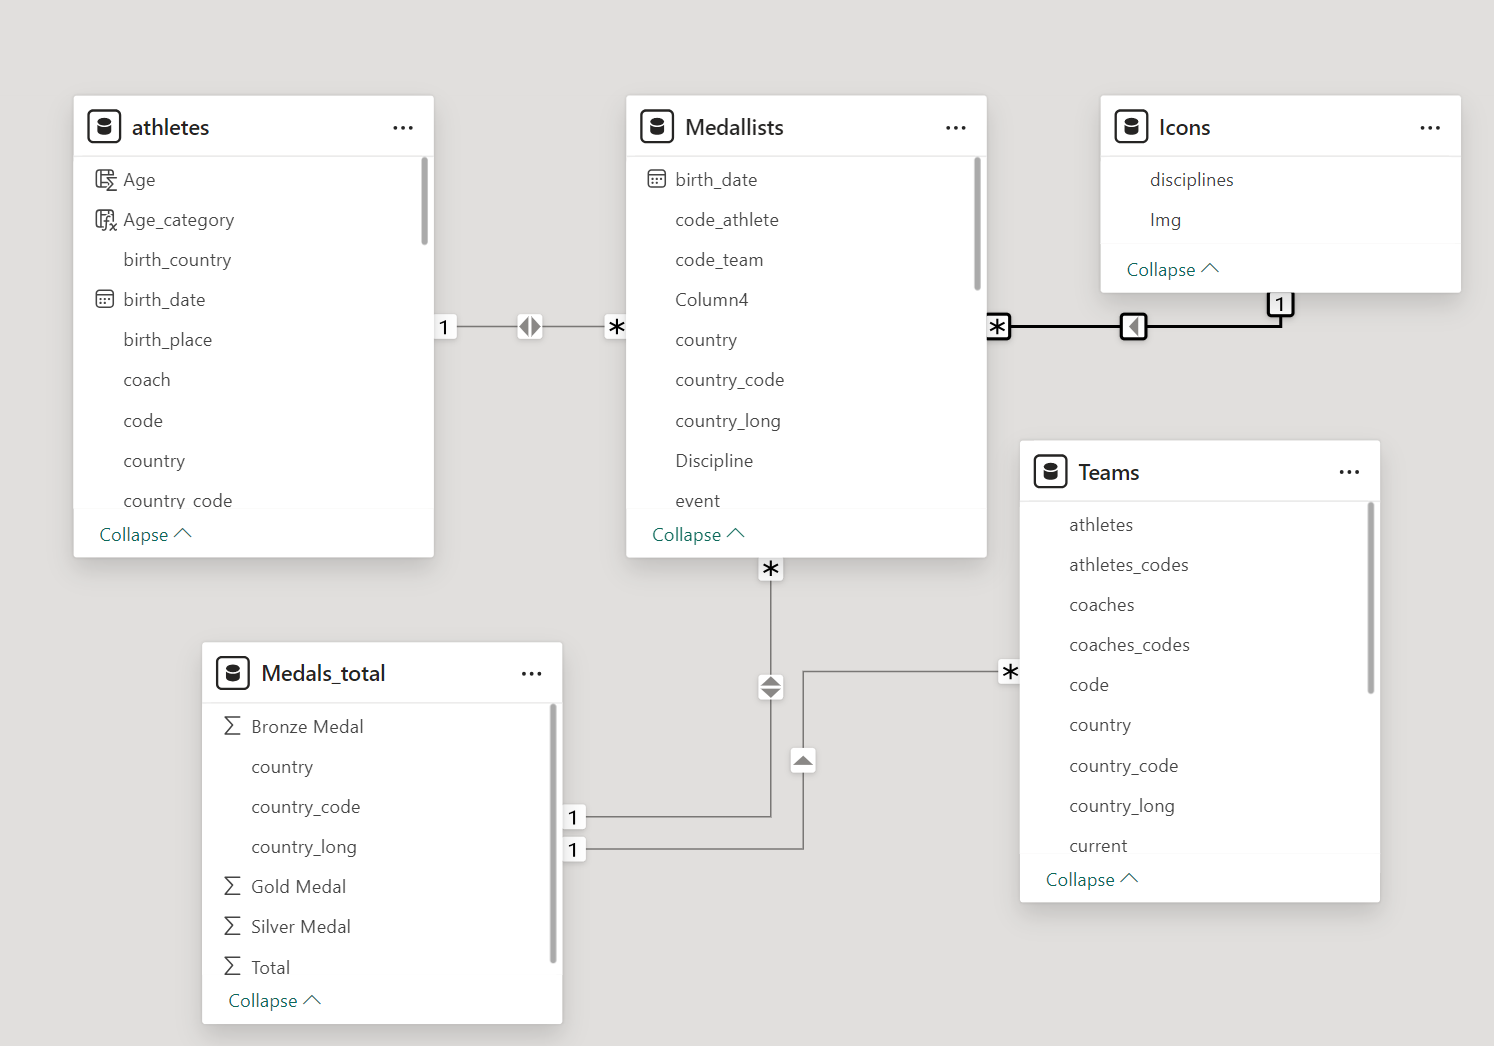 athletes
Age
Age_category
birth_country
birth_date
birth_place
coach
code
country
country_code
Collapse
1
*
Medallists
birth_date
code_athlete
code_team
Column4
country
country_code
country_long
Discipline
event
Collapse
*
*
Icons
disciplines
Img
Collapse
1
Teams
athletes
athletes_codes
coaches
coaches_codes
code
country
country_code
country_long
current
Collapse
*
Medals_total
Σ Bronze Medal
country
country_code
country_long
Σ Gold Medal
Σ Silver Medal
Σ Total
Collapse
1
1